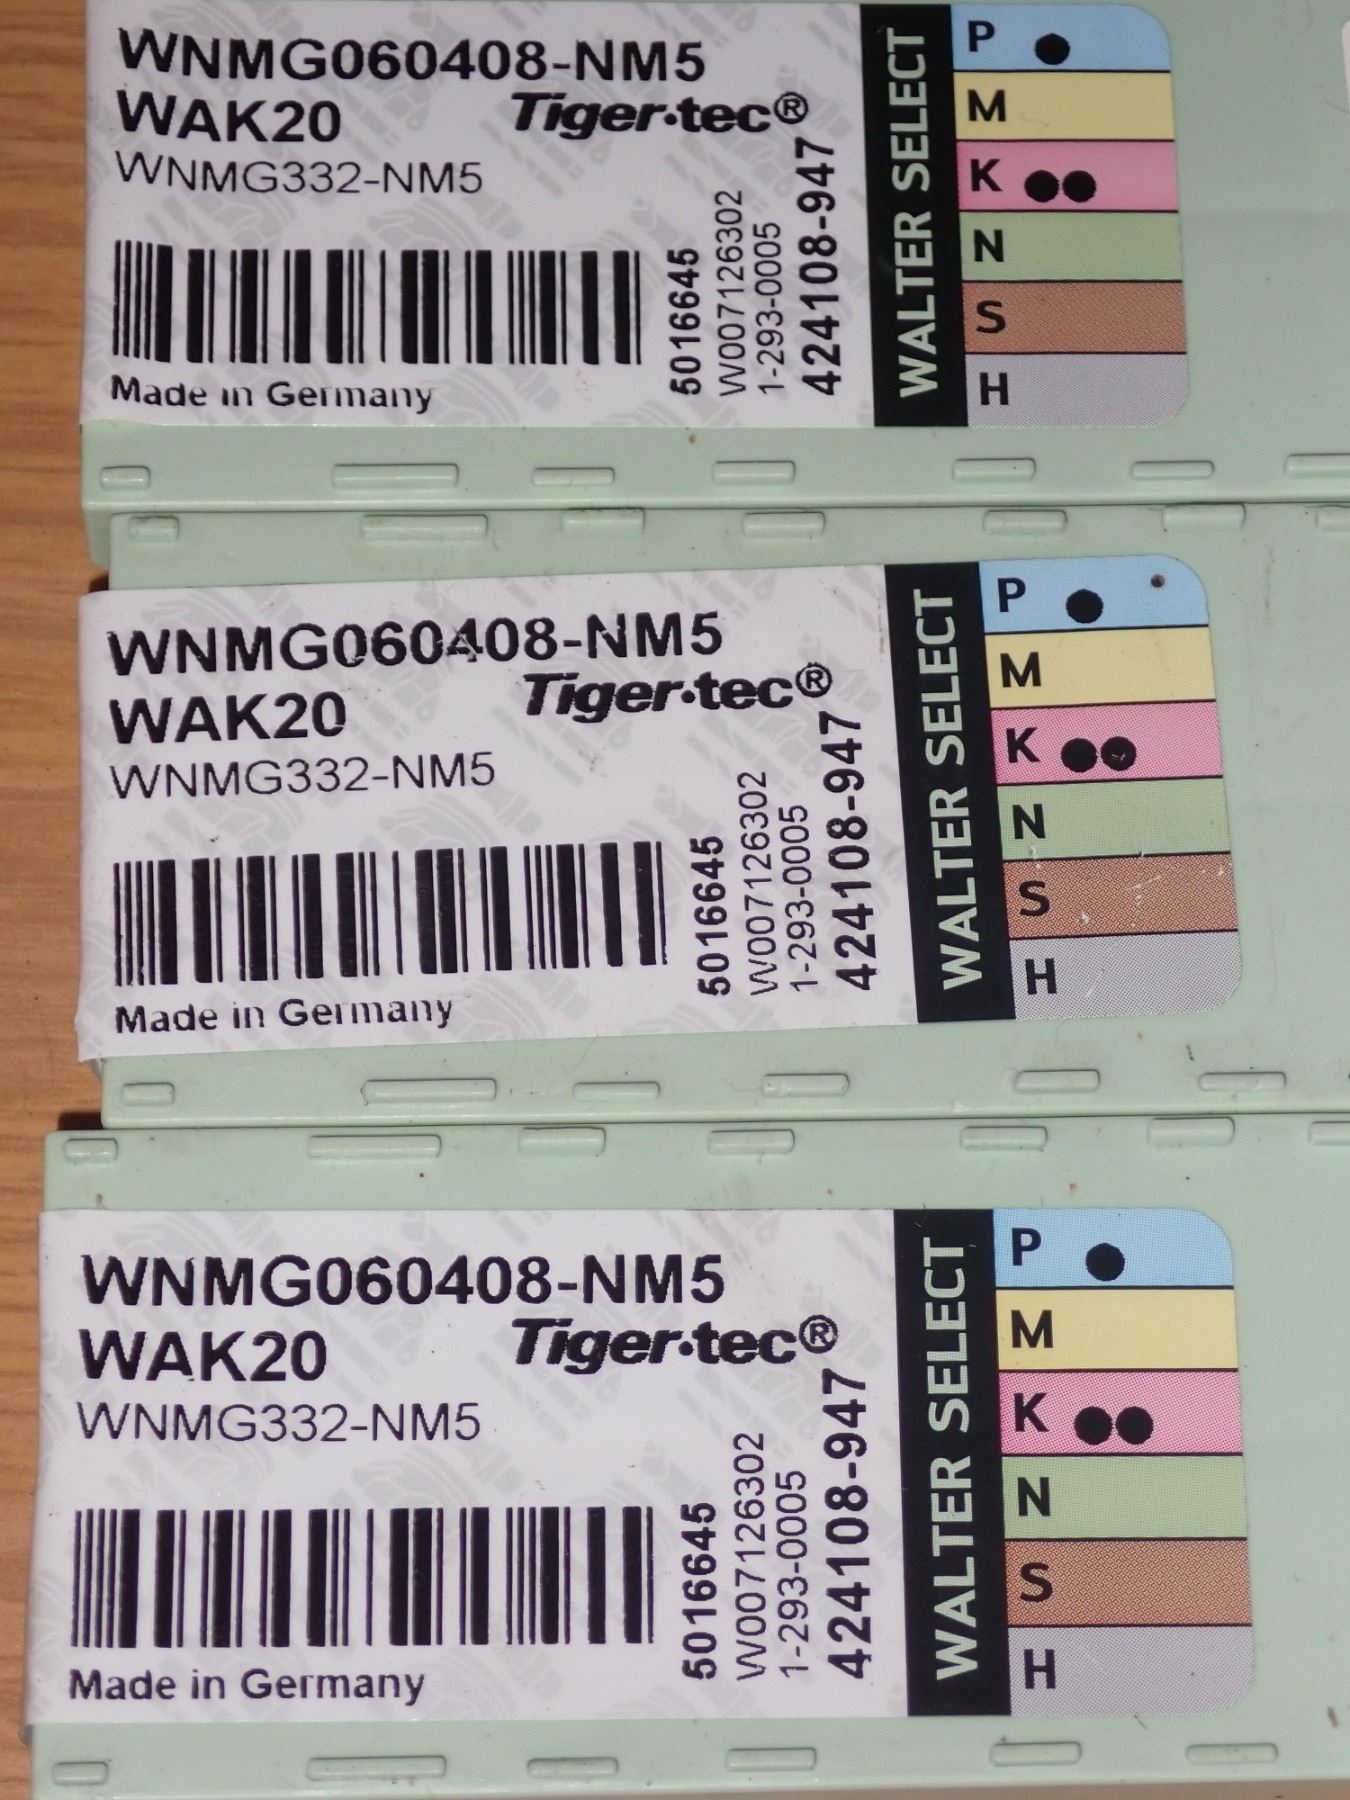 WNMG060408-NM5
WAK20
Tiger·tec®
WNMG332-NM5
Made in Germany
5016645
W007126302
1-293-0005
424108-947
WALTER SELECT
P
M
K
N
S
H
WNMG060408-NM5
WAK20
Tiger·tec®
WNMG332-NM5
Made in Germany
5016645
W007126302
1-293-0005
424108-947
WALTER SELECT
P
M
K
N
S
H
WNMG060408-NM5
WAK20
Tiger·tec®
WNMG332-NM5
Made in Germany
5016645
W007126302
1-293-0005
424108-947
WALTER SELECT
P
M
K
N
S
H